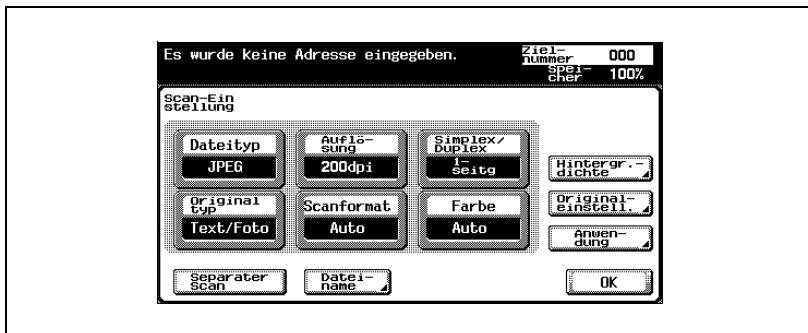 Es wurde keine Adresse eingegeben.
Ziel-
nummer 000
Spei-
cher 100%
Scan-Ein
stellung
Dateityp
JPEG
Auflö-
sung
200dpi
Simplex/
Duplex
1-
seitg
Hintergr.-
dichte
Original
typ
Text/Foto
Scanformat
Auto
Farbe
Auto
Original-
einstell.
Anwen-
dung
Separater
Scan
Datei-
name
OK